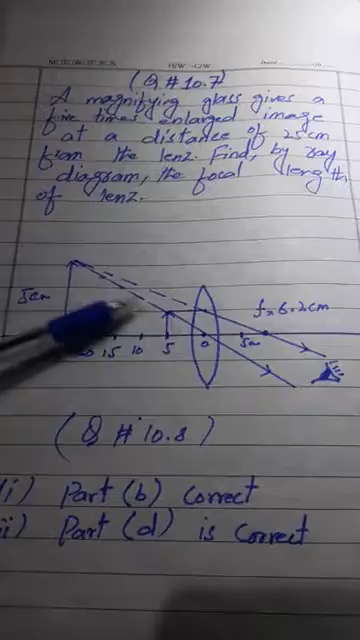 H/W C/W
(Q # 10.7)
A magnifying glass gives a
five times enlarged image
at a distance of 25cm
from the lenz. Find, by ray
diagram, the focal length
of lenz.
5cm
f=6.2cm
15 10 5 0 5cm
(Q # 10.8)
i) Part (b) correct
ii) Part (d) is correct